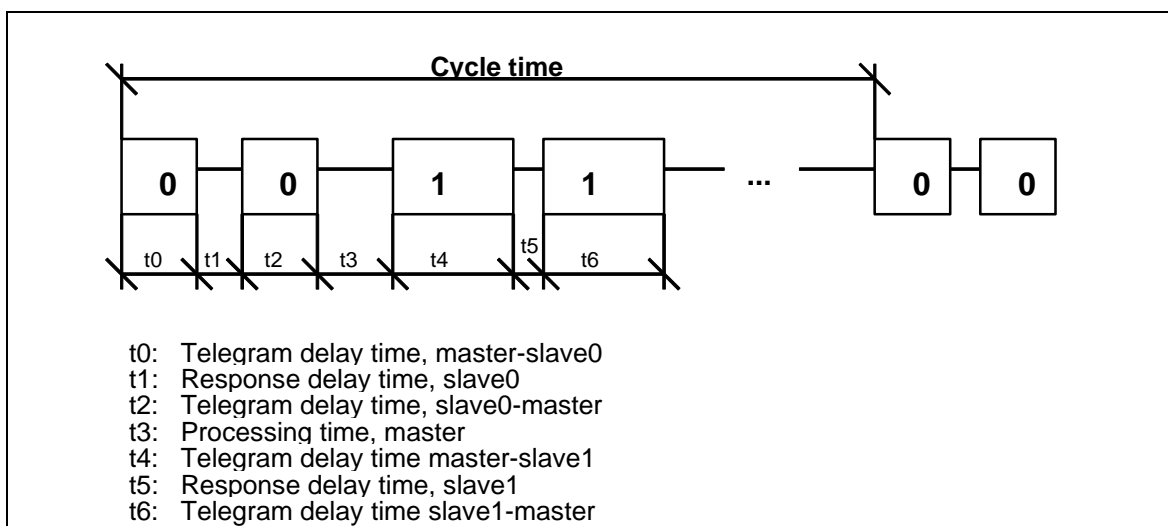 Cycle time
0 0 1 1 ... 0 0
t0 t1 t2 t3 t4 t5 t6
t0: Telegram delay time, master-slave0
t1: Response delay time, slave0
t2: Telegram delay time, slave0-master
t3: Processing time, master
t4: Telegram delay time master-slave1
t5: Response delay time, slave1
t6: Telegram delay time slave1-master